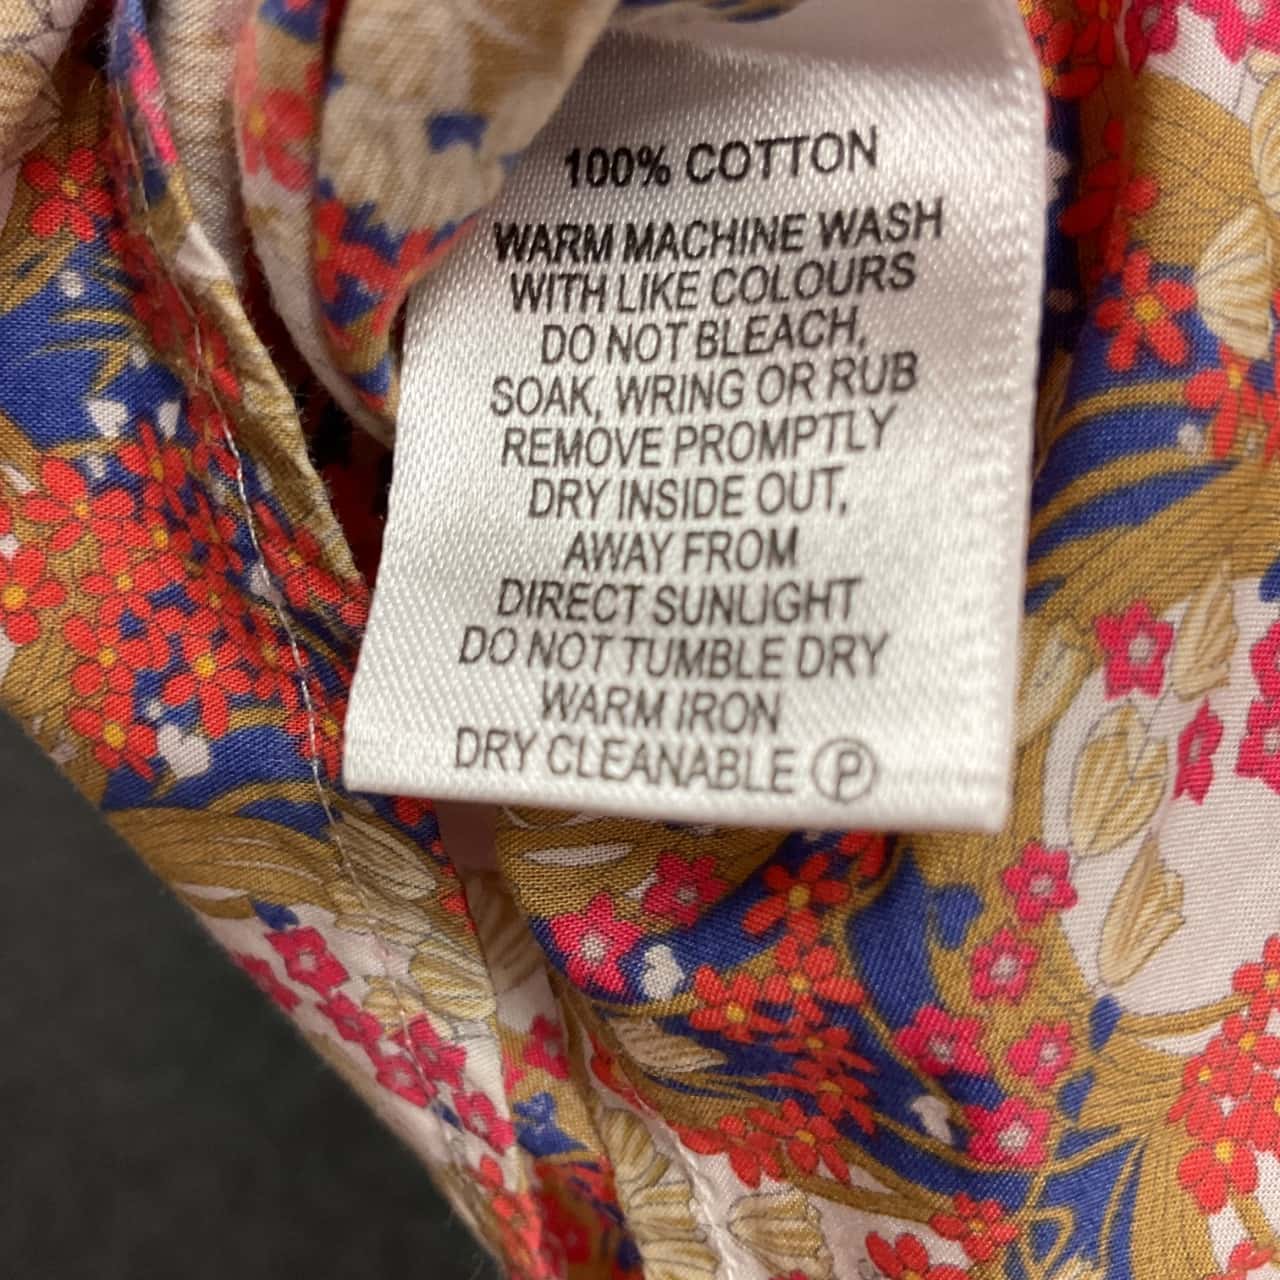 100% COTTON
WARM MACHINE WASH
WITH LIKE COLOURS
DO NOT BLEACH,
SOAK, WRING OR RUB
REMOVE PROMPTLY
DRY INSIDE OUT,
AWAY FROM
DIRECT SUNLIGHT
DO NOT TUMBLE DRY
WARM IRON
DRY CLEANABLE Ⓟ